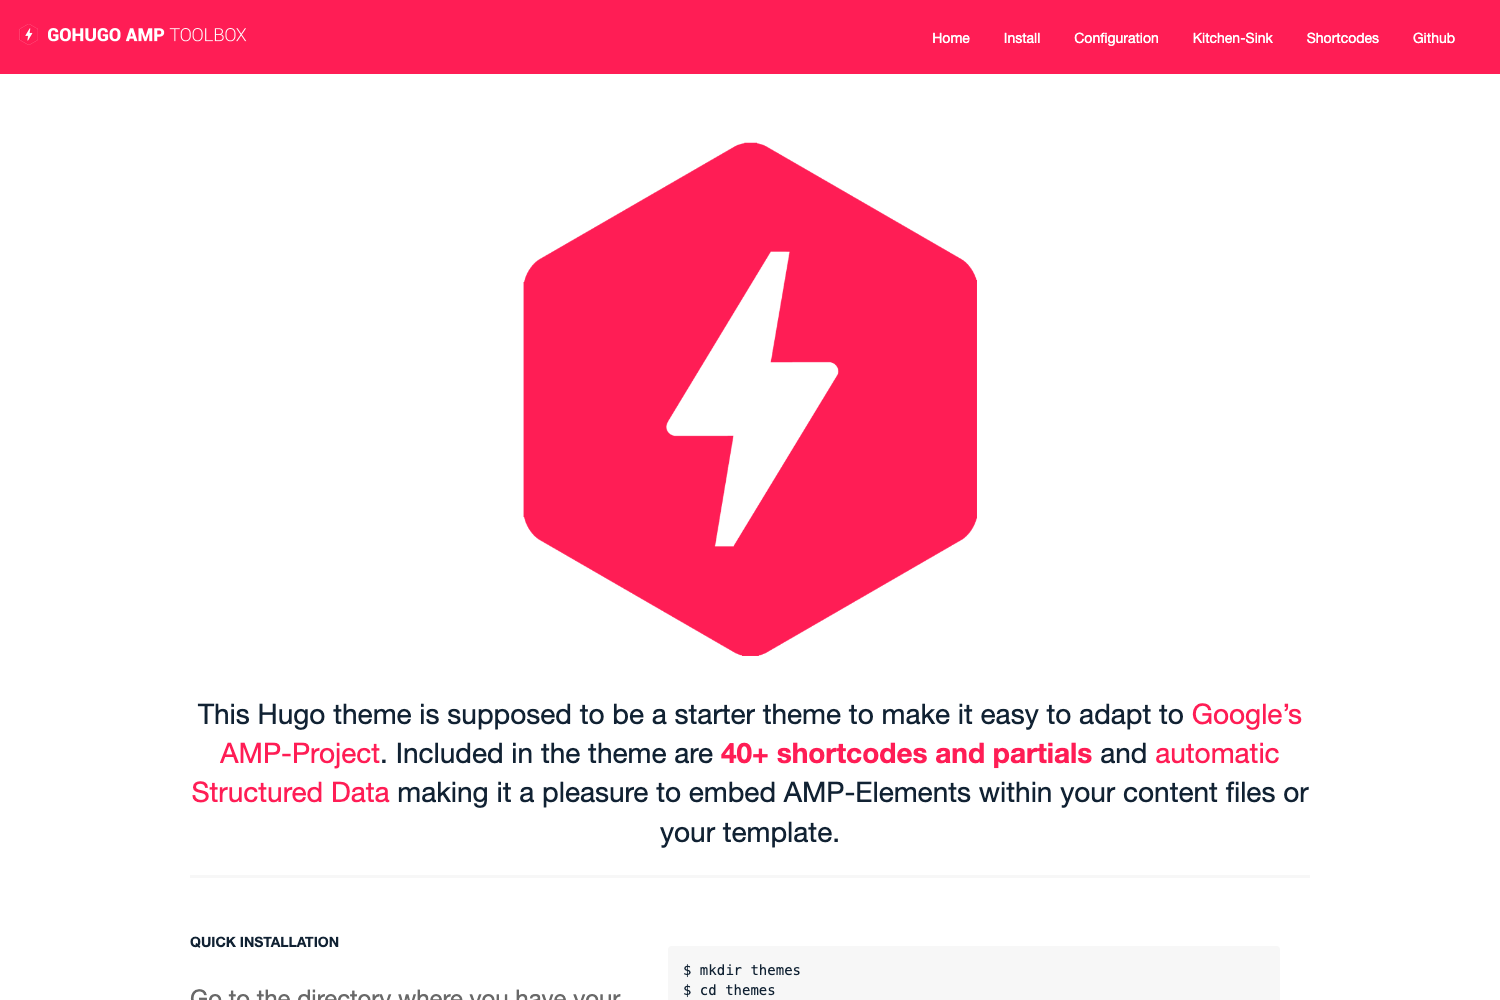 GOHUGO AMP TOOLBOX
Home Install Configuration Kitchen-Sink Shortcodes Github
This Hugo theme is supposed to be a starter theme to make it easy to adapt to Google’s
AMP-Project. Included in the theme are 40+ shortcodes and partials and automatic
Structured Data making it a pleasure to embed AMP-Elements within your content files or
your template.
QUICK INSTALLATION
Go to the directory where you have your
$ mkdir themes
$ cd themes